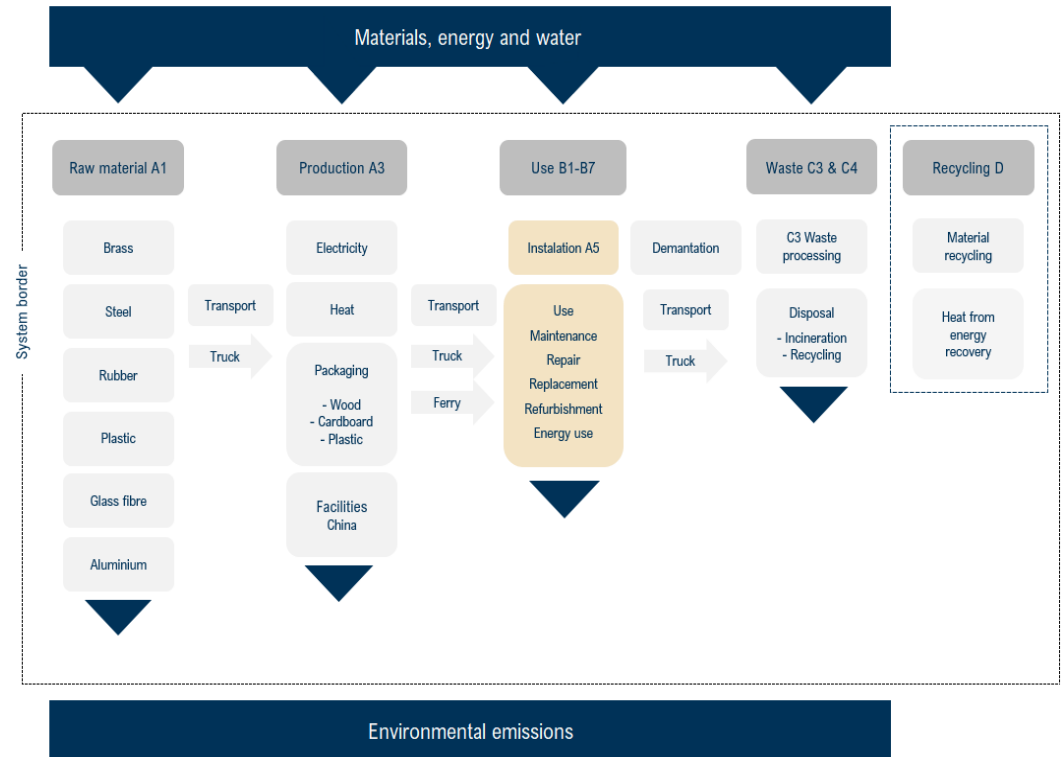 Materials, energy and water
System border
Raw material A1
Brass
Steel
Rubber
Plastic
Glass fibre
Aluminium
Transport
Truck
Production A3
Electricity
Heat
Packaging
- Wood
- Cardboard
- Plastic
Facilities
China
Transport
Truck
Ferry
Use B1-B7
Instalation A5
Use
Maintenance
Repair
Replacement
Refurbishment
Energy use
Demantation
Transport
Truck
Waste C3 & C4
C3 Waste
processing
Disposal
- Incineration
- Recycling
Recycling D
Material
recycling
Heat from
energy
recovery
Environmental emissions